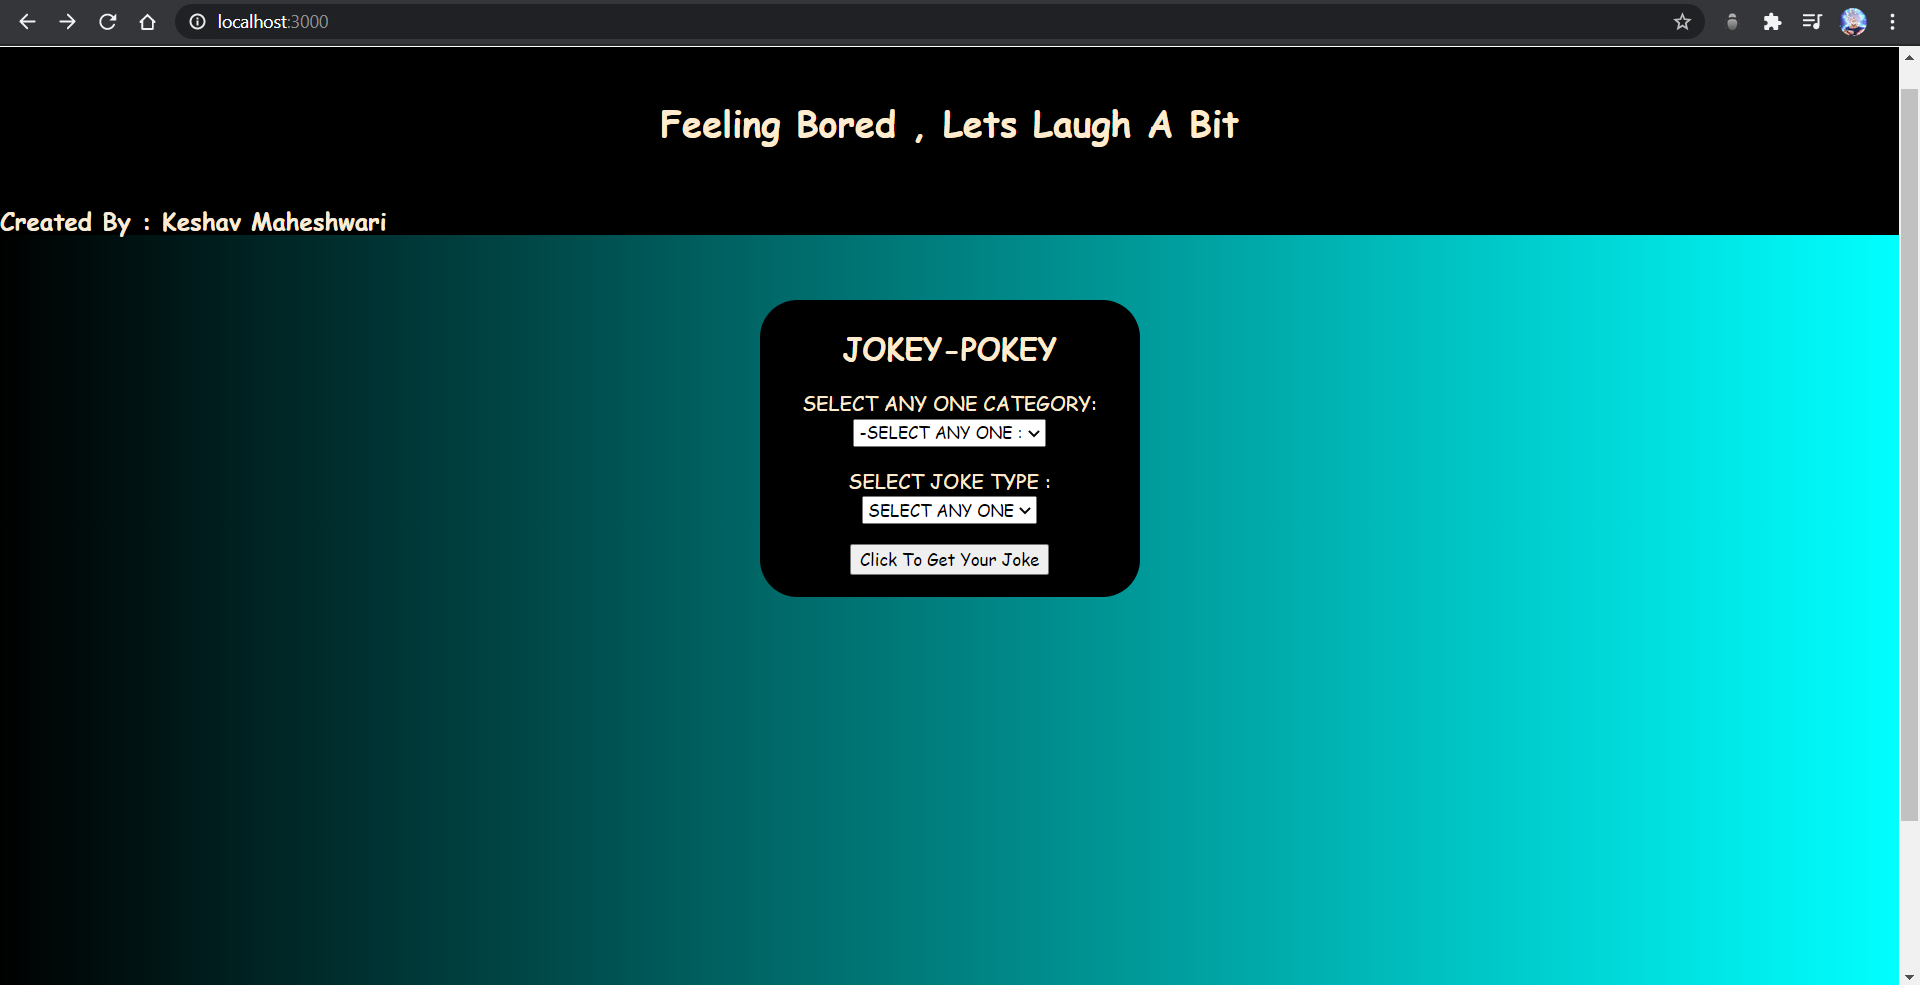 localhost:3000
Feeling Bored , Lets Laugh A Bit
Created By : Keshav Maheshwari
JOKEY-POKEY
SELECT ANY ONE CATEGORY:
-SELECT ANY ONE :
SELECT JOKE TYPE :
SELECT ANY ONE
Click To Get Your Joke